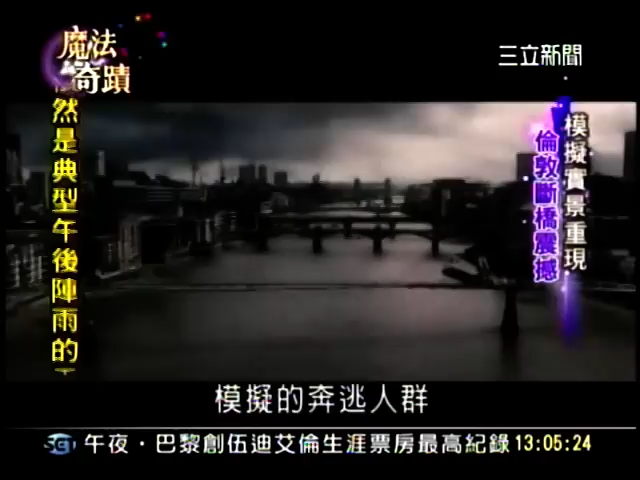 魔法
奇蹟
三立新聞
然是典型午後陣雨的
模擬實景重現
倫敦斷橋震撼
模擬的奔逃人群
午夜·巴黎創伍迪艾倫生涯票房最高紀錄 13:05:24